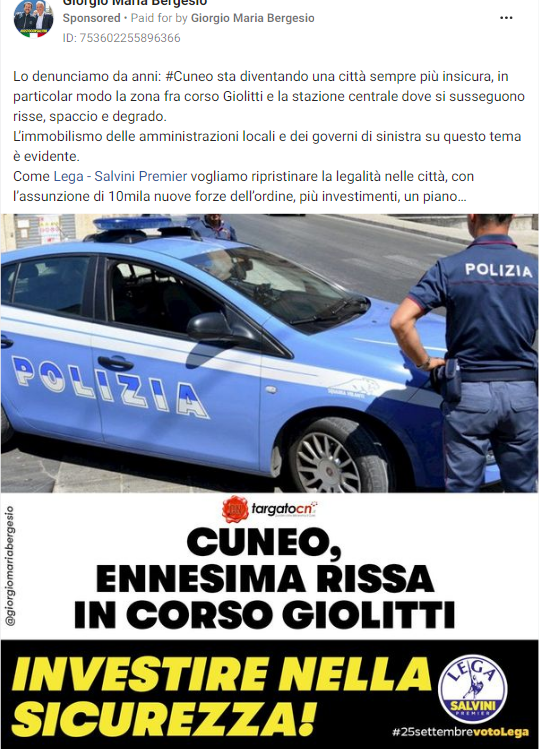 Giorgio Maria Bergesio
Sponsored • Paid for by Giorgio Maria Bergesio
ID: 753602255896366
Lo denunciamo da anni: #Cuneo sta diventando una città sempre più insicura, in
particolar modo la zona fra corso Giolitti e la stazione centrale dove si susseguono
risse, spaccio e degrado.
L’immobilismo delle amministrazioni locali e dei governi di sinistra su questo tema
è evidente.
Come Lega - Salvini Premier vogliamo ripristinare la legalità nelle città, con
l’assunzione di 10mila nuove forze dell’ordine, più investimenti, un piano…
POLIZIA
POLIZIA
@giorgiomariabergesio
targatocn
CUNEO,
ENNESIMA RISSA
IN CORSO GIOLITTI
INVESTIRE NELLA
SICUREZZA!
LEGA
SALVINI
PREMIER
#25settembrevotoLega